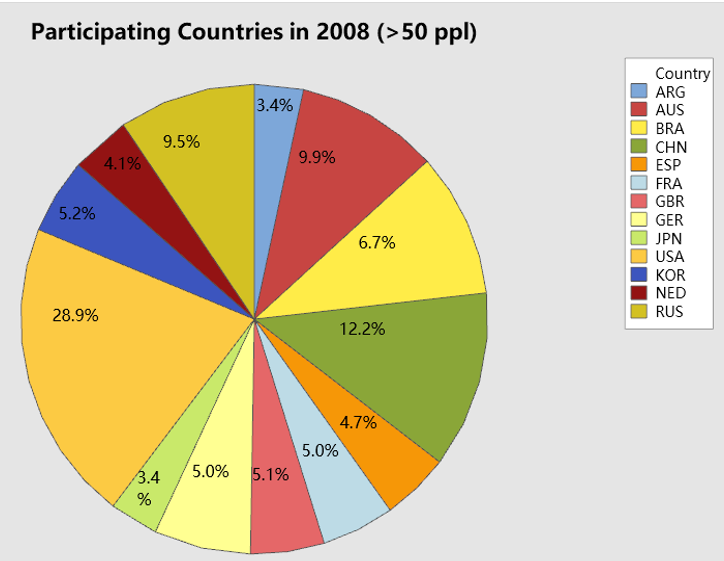 Participating Countries in 2008 (>50 ppl)
Country
ARG
AUS
BRA
CHN
ESP
FRA
GBR
GER
JPN
USA
KOR
NED
RUS
3.4%
9.9%
6.7%
12.2%
4.7%
5.0%
5.1%
5.0%
3.4
%
28.9%
5.2%
4.1%
9.5%